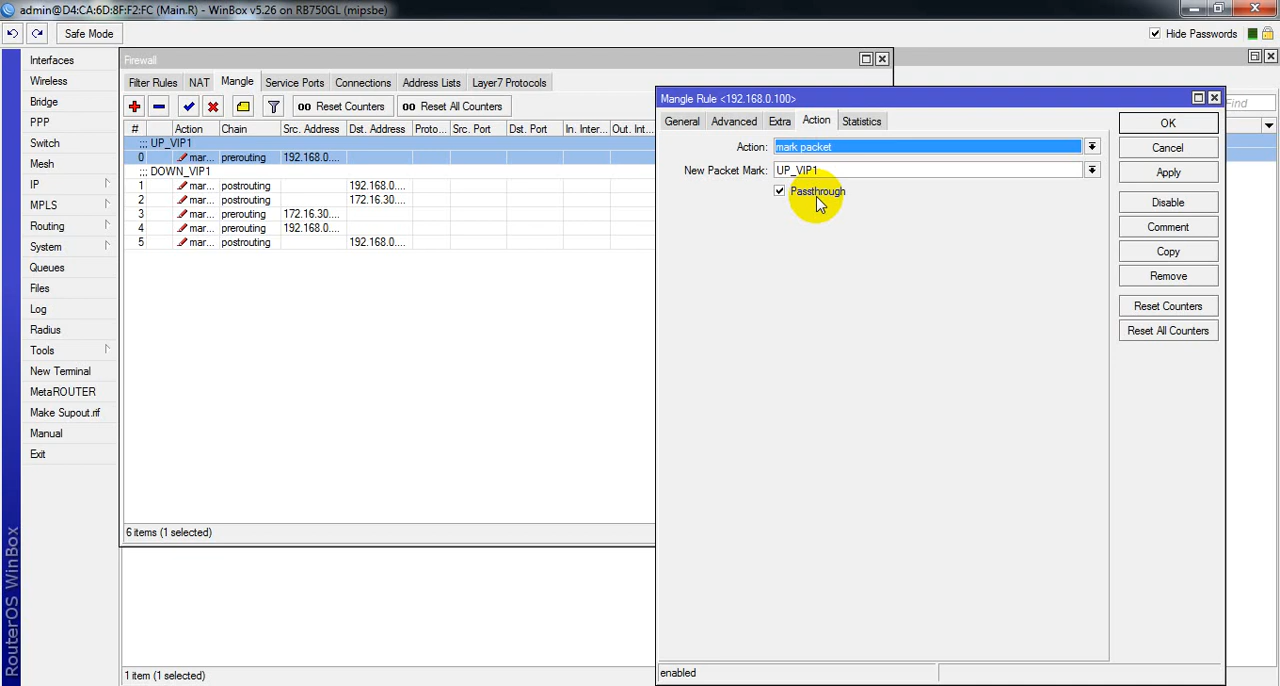 admin@D4:CA:6D:8F:F2:FC (Main.R) - WinBox v5.26 on RB750GL (mipsbe)
Safe Mode
Hide Passwords
Interfaces
Wireless
Bridge
PPP
Switch
Mesh
IP
MPLS
Routing
System
Queues
Files
Log
Radius
Tools
New Terminal
MetaROUTER
Make Supout.rif
Manual
Exit
RouterOS WinBox
Firewall
Filter Rules NAT Mangle Service Ports Connections Address Lists Layer7 Protocols
00 Reset Counters 00 Reset All Counters
# Action Chain Src. Address Dst. Address Proto... Src. Port Dst. Port In. Inter... Out. Int...
::: UP_VIP1
0 mar... prerouting 192.168.0....
::: DOWN_VIP1
1 mar... postrouting 192.168.0....
2 mar... postrouting 172.16.30....
3 mar... prerouting 172.16.30....
4 mar... prerouting 192.168.0....
5 mar... postrouting 192.168.0....
6 items (1 selected)
1 item (1 selected)
Find
Mangle Rule <192.168.0.100>
General Advanced Extra Action Statistics
Action: mark packet
New Packet Mark: UP_VIP1
Passthrough
OK
Cancel
Apply
Disable
Comment
Copy
Remove
Reset Counters
Reset All Counters
enabled